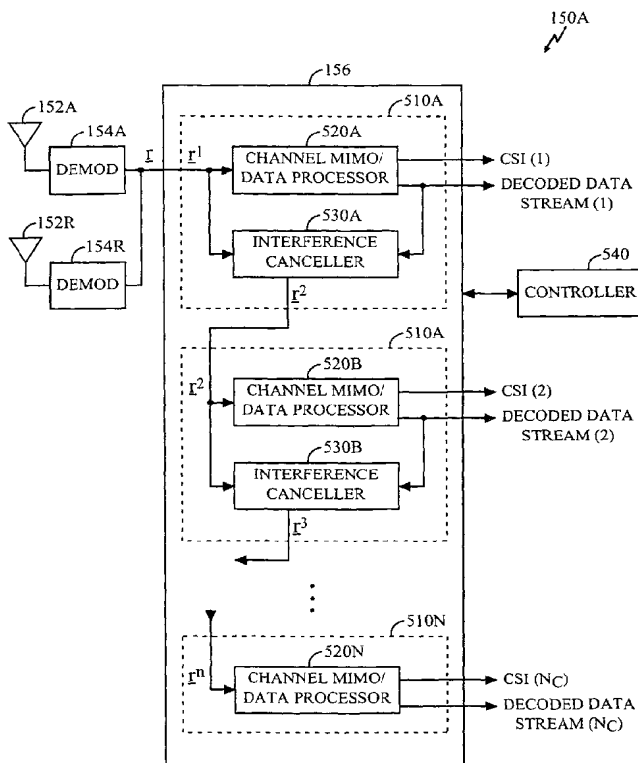 150A
156
510A
152A
154A
DEMOD
r
r1
520A
CHANNEL MIMO/
DATA PROCESSOR
CSI (1)
DECODED DATA
STREAM (1)
152R
154R
DEMOD
530A
INTERFERENCE
CANCELLER
r2
540
CONTROLLER
510A
r2
520B
CHANNEL MIMO/
DATA PROCESSOR
CSI (2)
DECODED DATA
STREAM (2)
530B
INTERFERENCE
CANCELLER
r3
510N
rn
520N
CHANNEL MIMO/
DATA PROCESSOR
CSI (NC)
DECODED DATA
STREAM (NC)